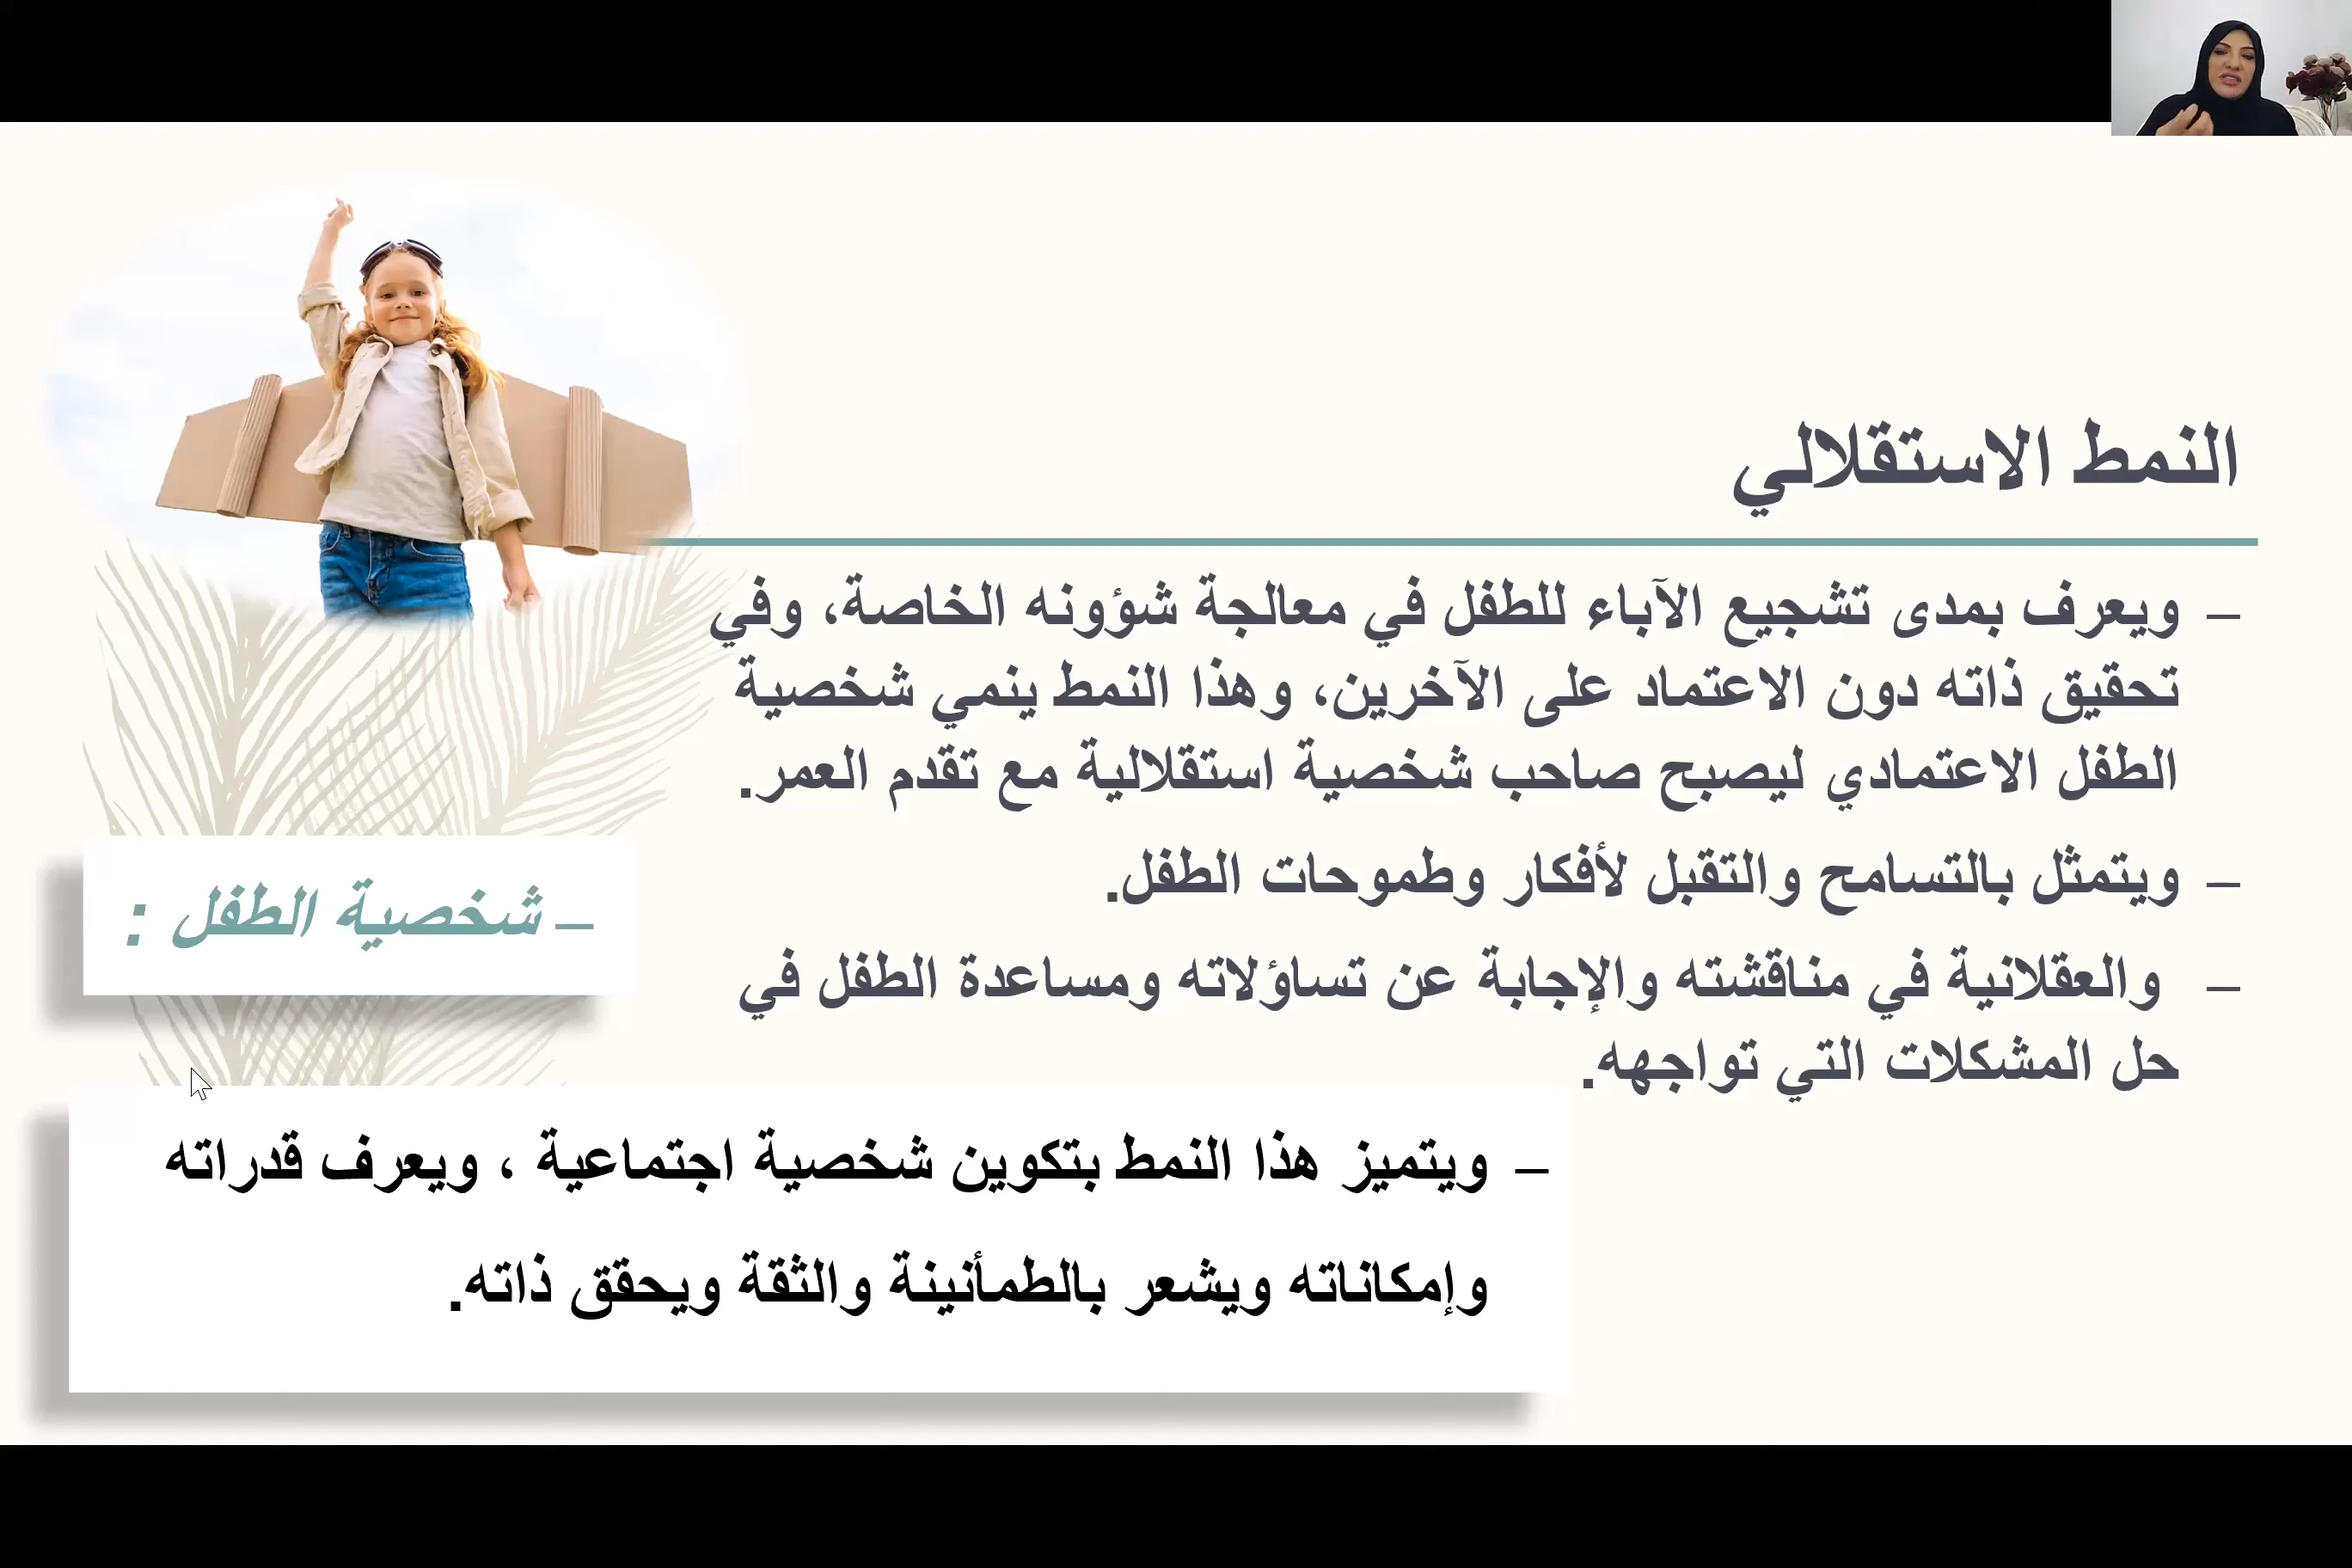 النمط الاستقلالي
– ويعرف بمدى تشجيع الآباء للطفل في معالجة شؤونه الخاصة، وفي
تحقيق ذاته دون الاعتماد على الآخرين، وهذا النمط ينمي شخصية
الطفل الاعتمادي ليصبح صاحب شخصية استقلالية مع تقدم العمر.
– ويتمثل بالتسامح والتقبل لأفكار وطموحات الطفل.
– والعقلانية في مناقشته والإجابة عن تساؤلاته ومساعدة الطفل في
حل المشكلات التي تواجهه.
– شخصية الطفل :
– ويتميز هذا النمط بتكوين شخصية اجتماعية ، ويعرف قدراته
وإمكاناته ويشعر بالطمأنينة والثقة ويحقق ذاته.